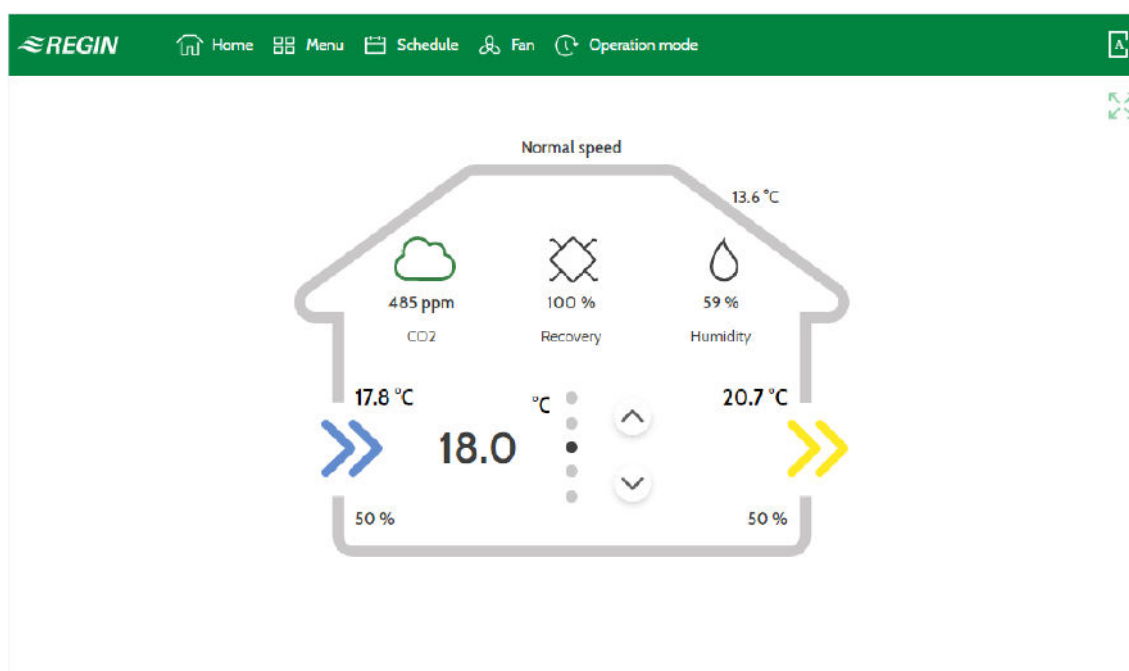 REGIN Home Menu Schedule Fan Operation mode A
Normal speed
13.6 °C
485 ppm 100 % 59 %
CO2 Recovery Humidity
17.8 °C °C 20.7 °C
18.0
50 % 50 %